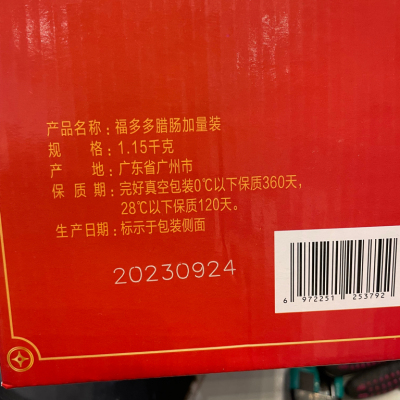 产品名称：福多多腊肠加量装
规 格：1.15千克
产 地：广东省广州市
保 质 期：完好真空包装0℃以下保质360天，
28℃以下保质120天。
生产日期：标示于包装侧面
20230924
6 972251 253792